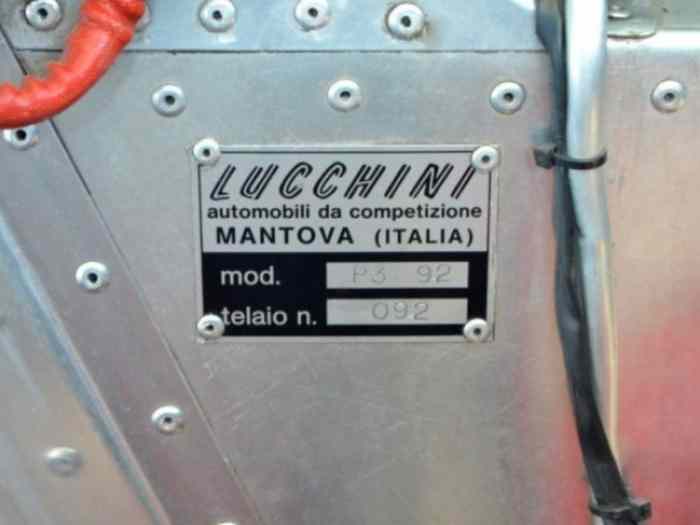 LUCCHINI
automobili da competizione
MANTOVA (ITALIA)
mod. P3 92
telaio n. 092